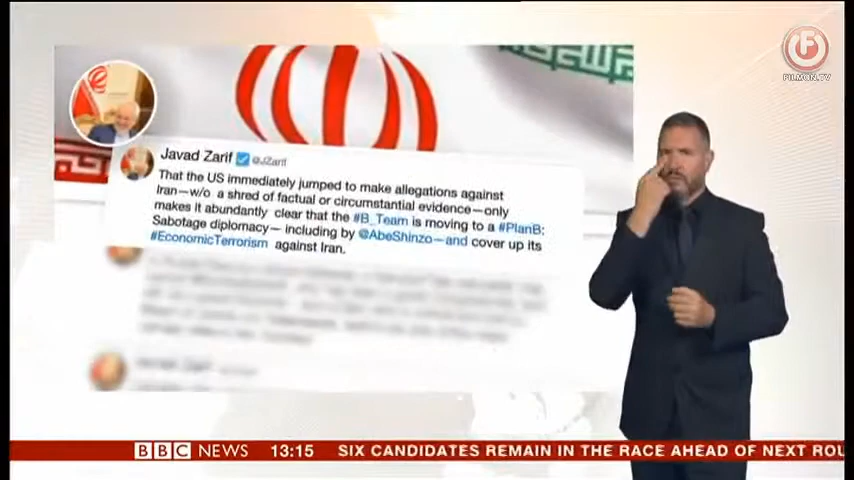 FILMON.TV
Javad Zarif @JZarif
That the US immediately jumped to make allegations against
Iran—w/o a shred of factual or circumstantial evidence—only
makes it abundantly clear that the #B_Team is moving to a #PlanB:
Sabotage diplomacy—including by @AbeShinzo—and cover up its
#EconomicTerrorism against Iran.
BBC NEWS 13:15 SIX CANDIDATES REMAIN IN THE RACE AHEAD OF NEXT ROU